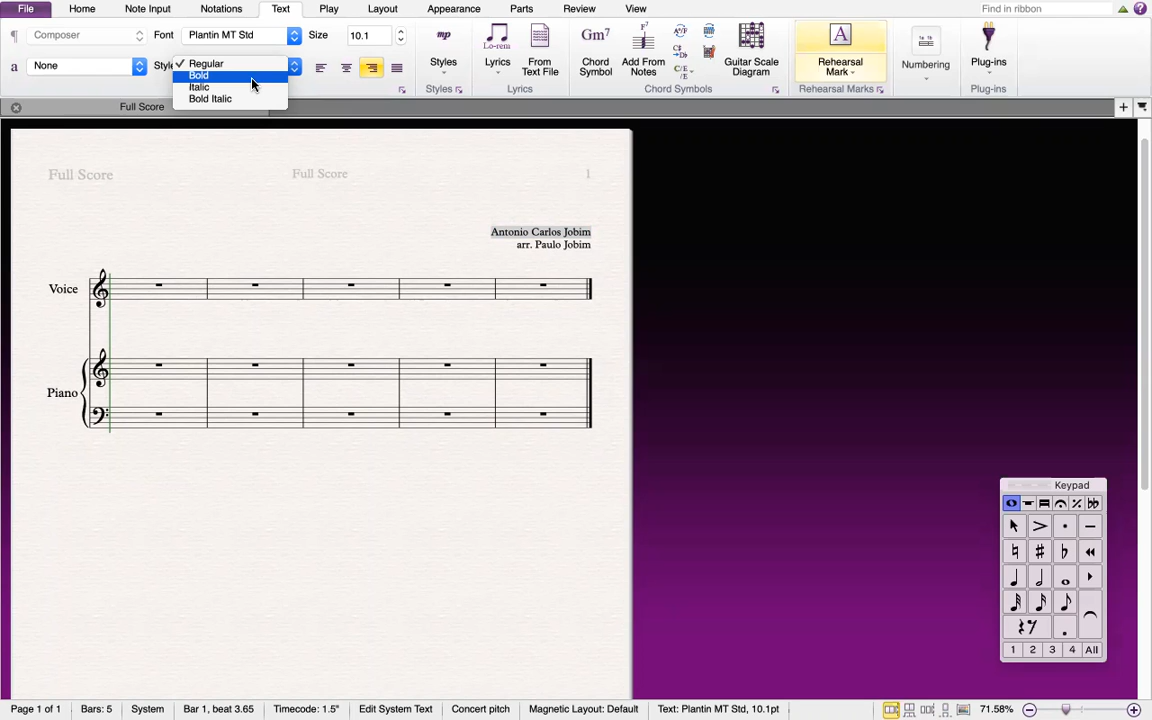 File Home Note Input Notations Text Play Layout Appearance Parts Review View Find in ribbon
Composer Font Plantin MT Std Size 10.1
None Style
Regular
Bold
Italic
Bold Italic
mp
Styles
Styles
Lo-rem
Lyrics
From
Text File
Lyrics
Gm⁷
Chord
Symbol
Add From
Notes
Guitar Scale
Diagram
Chord Symbols
A
Rehearsal
Mark
Rehearsal Marks
Numbering
Plug-ins
Plug-ins
Full Score
Full Score Full Score 1
Antonio Carlos Jobim
arr. Paulo Jobim
Voice
Piano
Keypad
1 2 3 4 All
Page 1 of 1 Bars: 5 System Bar 1, beat 3.65 Timecode: 1.5" Edit System Text Concert pitch Magnetic Layout: Default Text: Plantin MT Std, 10.1pt 71.58%